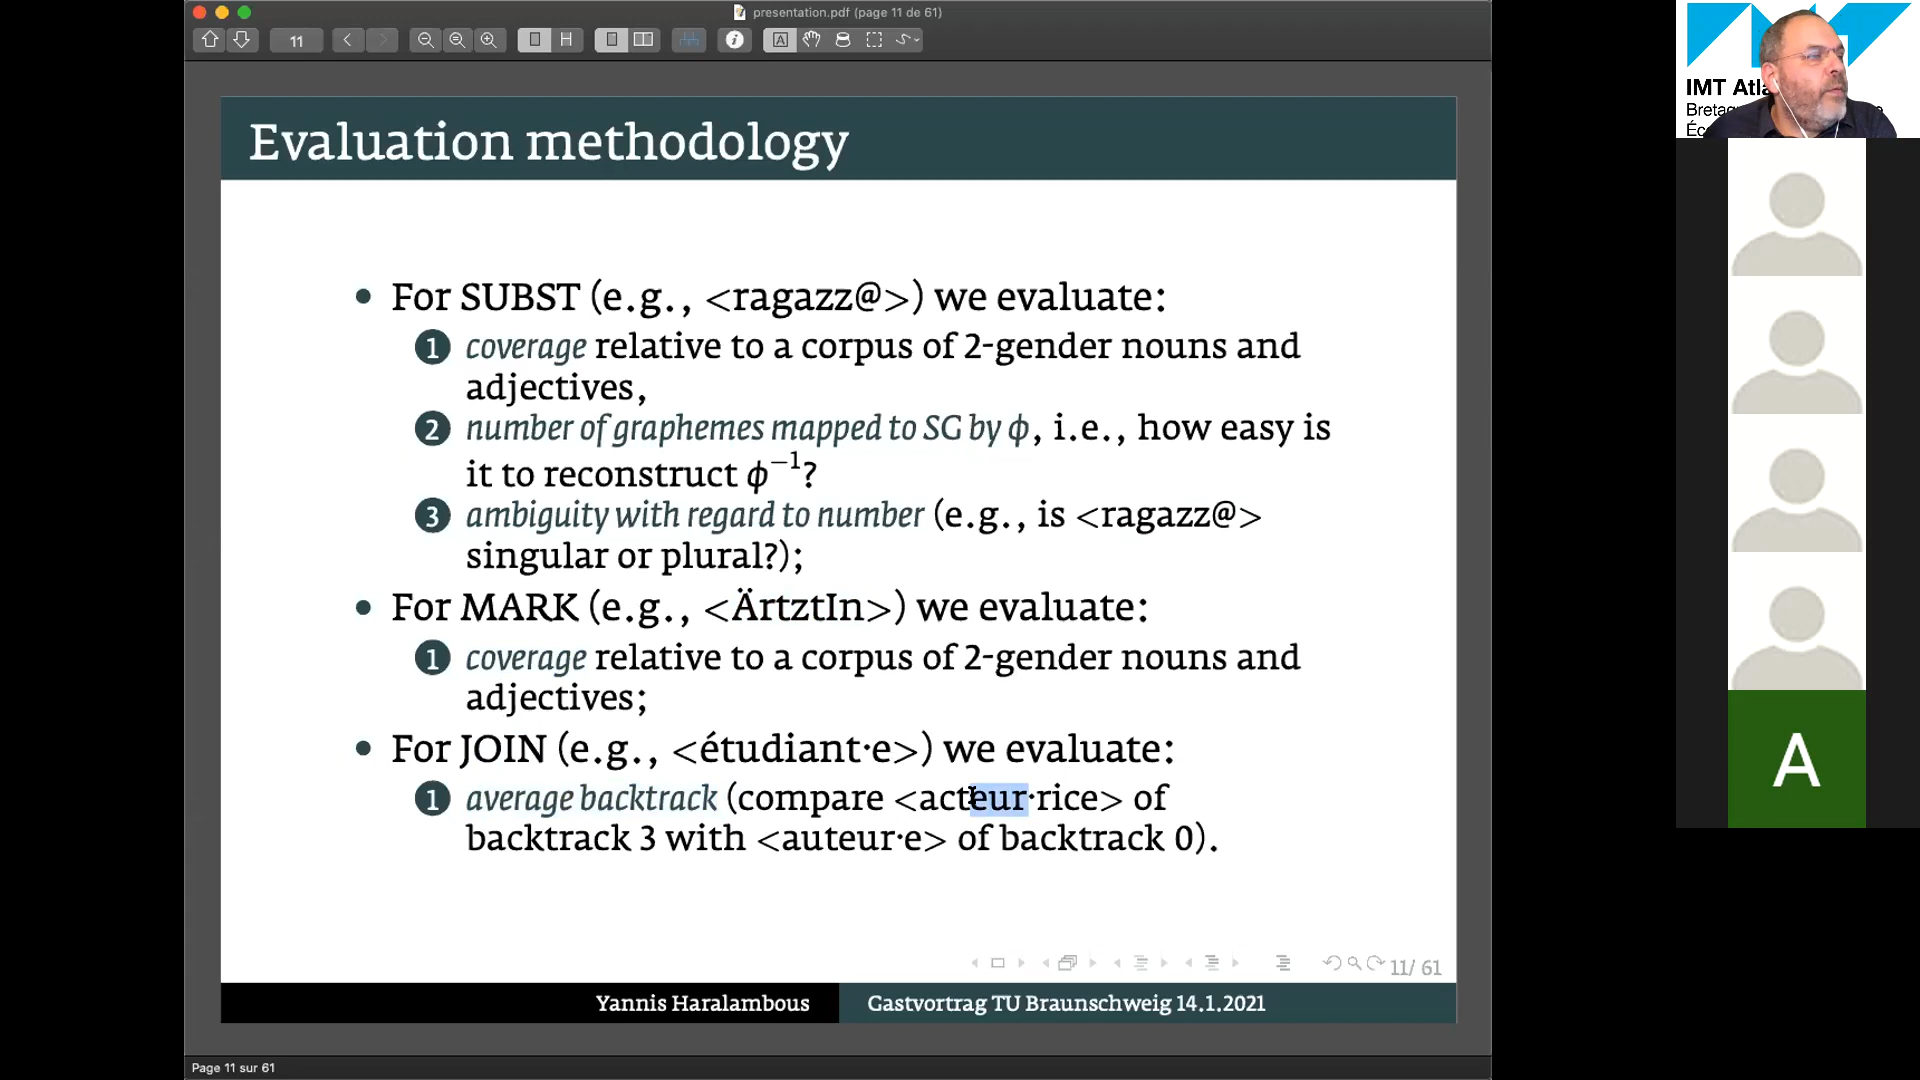 presentation.pdf (page 11 de 61)
11
Evaluation methodology
• For SUBST (e.g., <ragazz@>) we evaluate:
1 coverage relative to a corpus of 2-gender nouns and
adjectives,
2 number of graphemes mapped to SG by ϕ, i.e., how easy is
it to reconstruct ϕ⁻¹?
3 ambiguity with regard to number (e.g., is <ragazz@>
singular or plural?);
• For MARK (e.g., <ÄrtztIn>) we evaluate:
1 coverage relative to a corpus of 2-gender nouns and
adjectives;
• For JOIN (e.g., <étudiant·e>) we evaluate:
1 average backtrack (compare <acteur·rice> of
backtrack 3 with <auteur·e> of backtrack 0).
11/ 61
Yannis Haralambous
Gastvortrag TU Braunschweig 14.1.2021
Page 11 sur 61
IMT
A